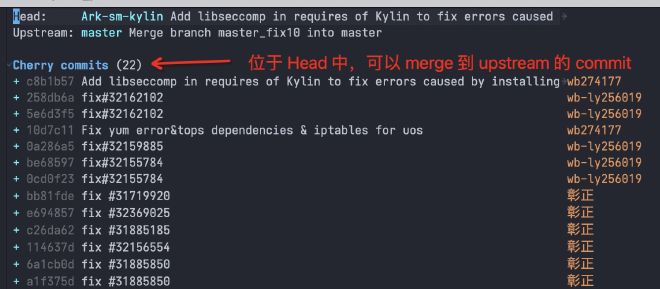 Head:     Ark-sm-kylin Add libseccomp in requires of Kylin to fix errors caused
Upstream: master Merge branch master_fix10 into master
Cherry commits (22) 位于 Head 中，可以 merge 到 upstream 的 commit
+ c8b1b57 Add libseccomp in requires of Kylin to fix errors caused by installing wb274177
+ 258db6a fix#32162102 wb-ly256019
+ 5e6d3f5 fix#32162102 wb-ly256019
+ 10d7c11 Fix yum error&tops dependencies & iptables for uos wb274177
+ 0a286a5 fix#32159885 wb-ly256019
+ be68597 fix#32155784 wb-ly256019
+ 0cd0f23 fix#32155784 wb-ly256019
+ bb81fde fix #31719920 彰正
+ e694857 fix #32369025 彰正
+ c26da62 fix #31885185 彰正
+ 114637d fix #32156554 彰正
+ 6a1cb0d fix #31885850 彰正
+ a1f375d fix #31885850 彰正